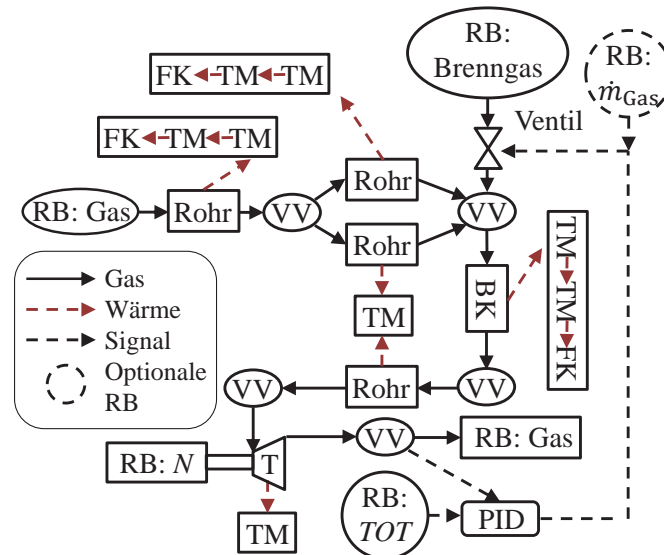 RB:
Brenngas
RB:
ṁGas
FK TM TM
Ventil
FK TM TM
Rohr
RB: Gas
Rohr
VV
VV
Rohr
TM TM FK
BK
Gas
Wärme
Signal
Optionale
RB
TM
VV
Rohr
VV
RB: N
T
VV
RB: Gas
TM
RB:
TOT
PID